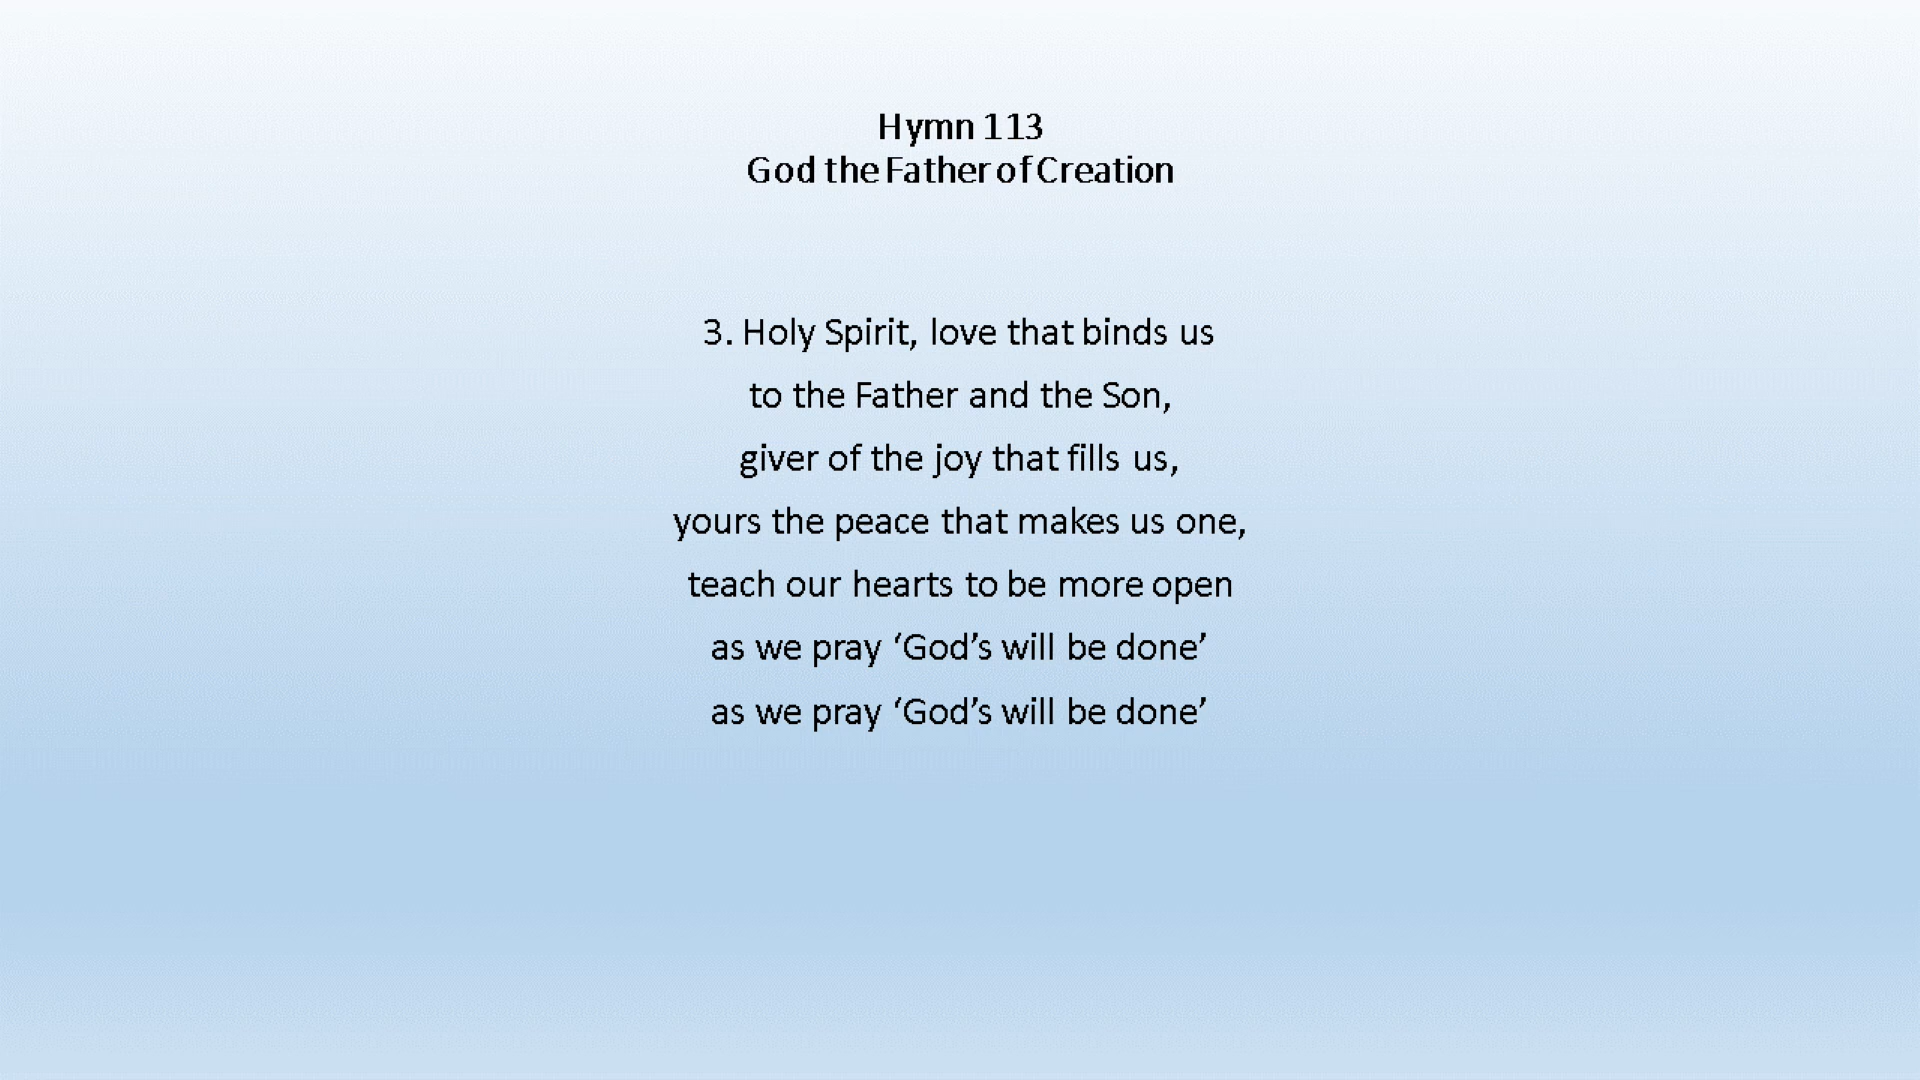 Hymn 113
God the Father of Creation
3. Holy Spirit, love that binds us
to the Father and the Son,
giver of the joy that fills us,
yours the peace that makes us one,
teach our hearts to be more open
as we pray ‘God’s will be done’
as we pray ‘God’s will be done’